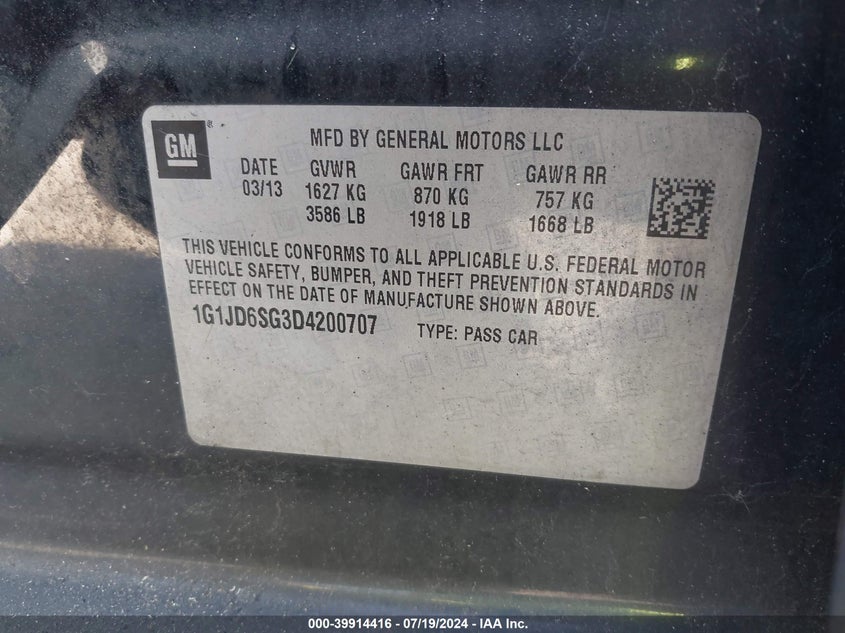 GM ®
MFD BY GENERAL MOTORS LLC
DATE GVWR GAWR FRT GAWR RR
03/13 1627 KG 870 KG 757 KG
3586 LB 1918 LB 1668 LB
THIS VEHICLE CONFORMS TO ALL APPLICABLE U.S. FEDERAL MOTOR
VEHICLE SAFETY, BUMPER, AND THEFT PREVENTION STANDARDS IN
EFFECT ON THE DATE OF MANUFACTURE SHOWN ABOVE.
1G1JD6SG3D4200707 TYPE: PASS CAR
000-39914416 - 07/19/2024 - IAA Inc.